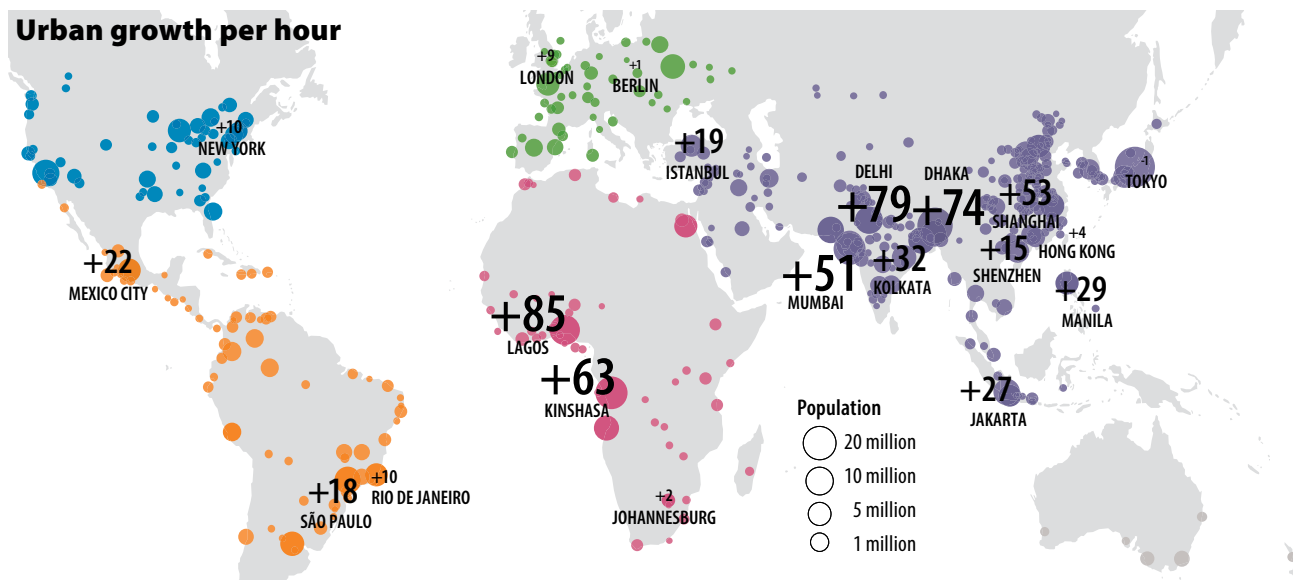 Urban growth per hour
+9
LONDON
+1
BERLIN
+10
NEW YORK
+19
ISTANBUL
DELHI
+79
DHAKA
+74
+53
SHANGHAI
-1
TOKYO
+4
HONG KONG
+15
SHENZHEN
+22
MEXICO CITY
+51
MUMBAI
+32
KOLKATA
+29
MANILA
+85
LAGOS
+63
KINSHASA
+27
JAKARTA
+18
SÃO PAULO
+10
RIO DE JANEIRO
+2
JOHANNESBURG
Population
20 million
10 million
5 million
1 million